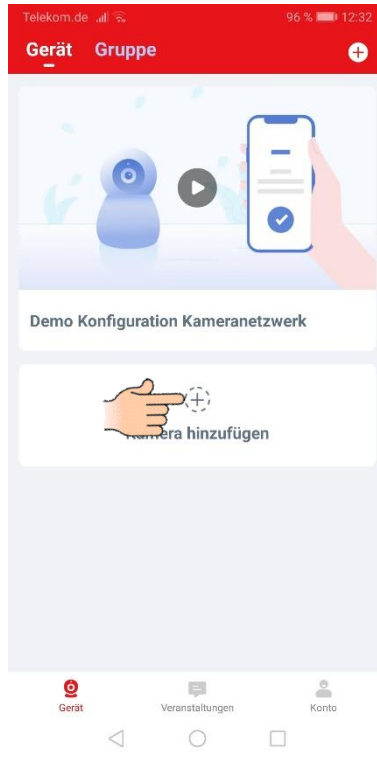 Telekom.de 96 % 12:32
Gerät Gruppe
Demo Konfiguration Kameranetzwerk
Kamera hinzufügen
Gerät Veranstaltungen Konto